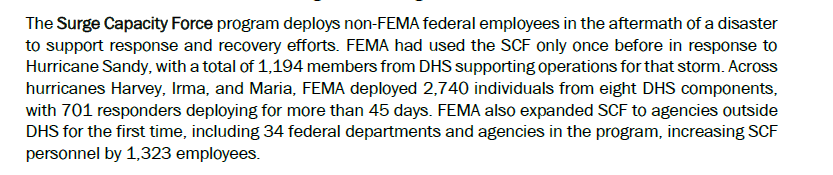 The Surge Capacity Force program deploys non-FEMA federal employees in the aftermath of a disaster
to support response and recovery efforts. FEMA had used the SCF only once before in response to
Hurricane Sandy, with a total of 1,194 members from DHS supporting operations for that storm. Across
hurricanes Harvey, Irma, and Maria, FEMA deployed 2,740 individuals from eight DHS components,
with 701 responders deploying for more than 45 days. FEMA also expanded SCF to agencies outside
DHS for the first time, including 34 federal departments and agencies in the program, increasing SCF
personnel by 1,323 employees.